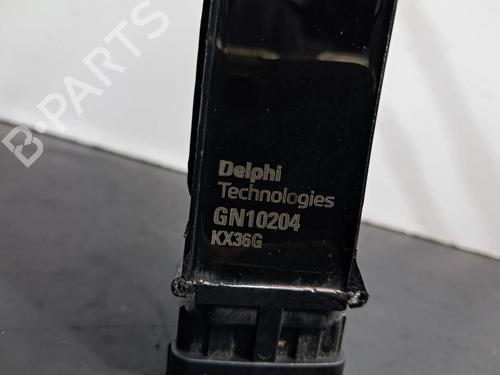 B-PARTS
Delphi
Technologies
GN10204
KX36G